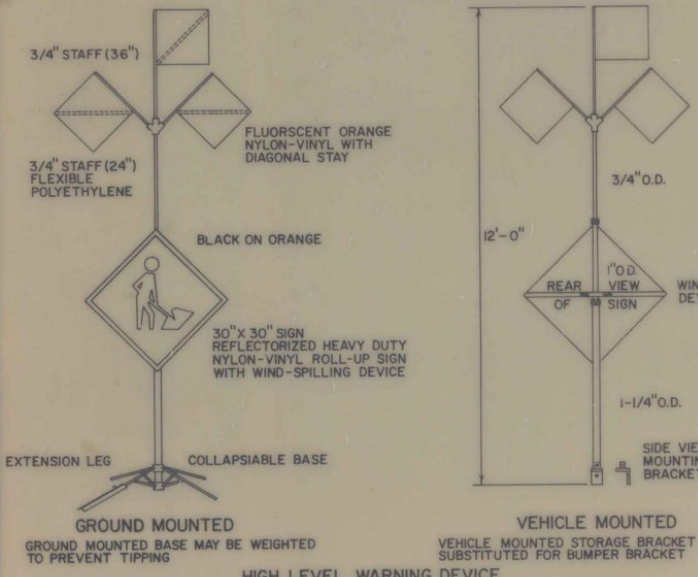 3/4" STAFF (36")
FLUORSCENT ORANGE
NYLON-VINYL WITH
DIAGONAL STAY
3/4" STAFF (24")
FLEXIBLE
POLYETHYLENE
BLACK ON ORANGE
30" X 30" SIGN
REFLECTORIZED HEAVY DUTY
NYLON-VINYL ROLL-UP SIGN
WITH WIND-SPILLING DEVICE
EXTENSION LEG
COLLAPSIABLE BASE
GROUND MOUNTED
GROUND MOUNTED BASE MAY BE WEIGHTED
TO PREVENT TIPPING
12'-0"
3/4" O.D.
1" O.D.
REAR VIEW
OF SIGN
WIN
DE
1-1/4" O.D.
SIDE VIE
MOUNTIN
BRACKET
VEHICLE MOUNTED
VEHICLE MOUNTED STORAGE BRACKET
SUBSTITUTED FOR BUMPER BRACKET
HIGH LEVEL WARNING DEVICE